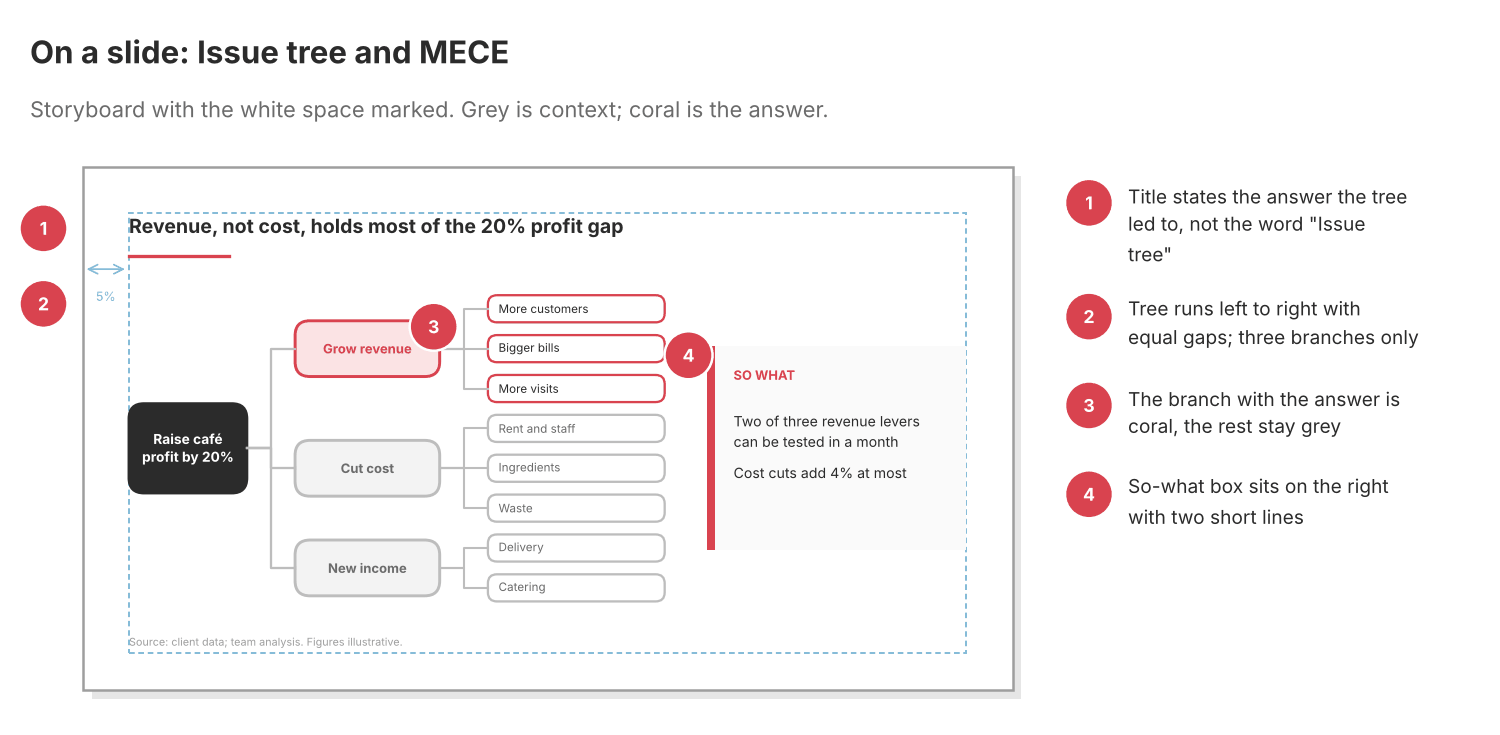 On a slide: Issue tree and MECE
Storyboard with the white space marked. Grey is context; coral is the answer.
1
2
5%
Revenue, not cost, holds most of the 20% profit gap
Raise café
profit by 20%
Grow revenue
3
More customers
Bigger bills
More visits
Cut cost
Rent and staff
Ingredients
Waste
New income
Delivery
Catering
4
SO WHAT
Two of three revenue levers
can be tested in a month
Cost cuts add 4% at most
Source: client data; team analysis. Figures illustrative.
1
Title states the answer the tree
led to, not the word "Issue
tree"
2
Tree runs left to right with
equal gaps; three branches only
3
The branch with the answer is
coral, the rest stay grey
4
So-what box sits on the right
with two short lines